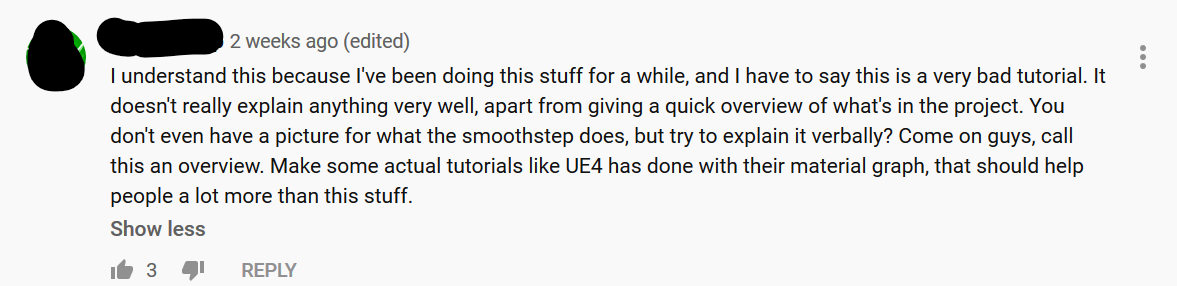 2 weeks ago (edited)
I understand this because I've been doing this stuff for a while, and I have to say this is a very bad tutorial. It
doesn't really explain anything very well, apart from giving a quick overview of what's in the project. You
don't even have a picture for what the smoothstep does, but try to explain it verbally? Come on guys, call
this an overview. Make some actual tutorials like UE4 has done with their material graph, that should help
people a lot more than this stuff.
Show less
3 REPLY